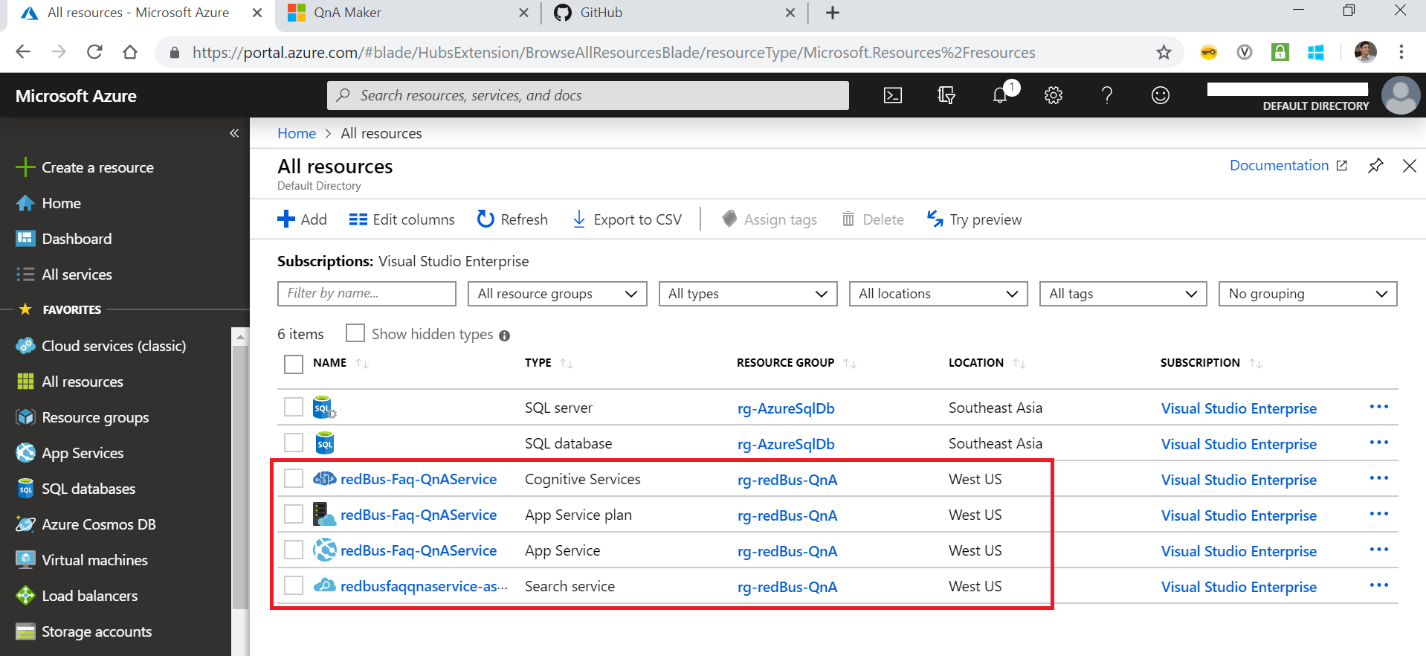 All resources - Microsoft Azure
QnA Maker
GitHub
https://portal.azure.com/#blade/HubsExtension/BrowseAllResourcesBlade/resourceType/Microsoft.Resources%2Fresources
Microsoft Azure
Search resources, services, and docs
1
DEFAULT DIRECTORY
Create a resource
Home
Dashboard
All services
FAVORITES
Cloud services (classic)
All resources
Resource groups
App Services
SQL databases
Azure Cosmos DB
Virtual machines
Load balancers
Storage accounts
Home > All resources
All resources
Default Directory
Documentation
Add Edit columns Refresh Export to CSV Assign tags Delete Try preview
Subscriptions: Visual Studio Enterprise
Filter by name... All resource groups All types All locations All tags No grouping
6 items Show hidden types
NAME TYPE RESOURCE GROUP LOCATION SUBSCRIPTION
SQL SQL server rg-AzureSqlDb Southeast Asia Visual Studio Enterprise ...
SQL SQL database rg-AzureSqlDb Southeast Asia Visual Studio Enterprise ...
redBus-Faq-QnAService Cognitive Services rg-redBus-QnA West US Visual Studio Enterprise ...
redBus-Faq-QnAService App Service plan rg-redBus-QnA West US Visual Studio Enterprise ...
redBus-Faq-QnAService App Service rg-redBus-QnA West US Visual Studio Enterprise ...
redbusfaqqnaservice-as... Search service rg-redBus-QnA West US Visual Studio Enterprise ...